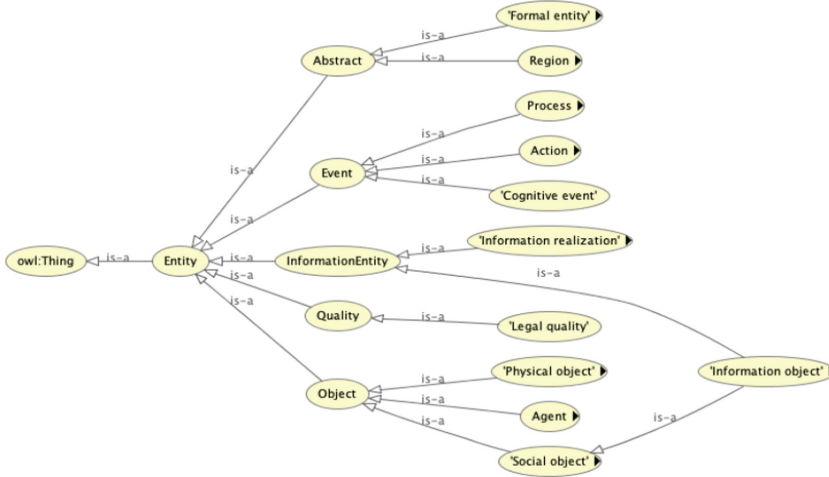 'Formal entity'
is-a
Abstract
is-a
Region
Process
is-a
Action
is-a
is-a
Event
is-a
'Cognitive event'
is-a
'Information realization'
is-a
owl:Thing
is-a
Entity
is-a
InformationEntity
is-a
is-a
Quality
is-a
'Legal quality'
is-a
'Physical object'
is-a
'Information object'
Object
is-a
Agent
is-a
is-a
'Social object'